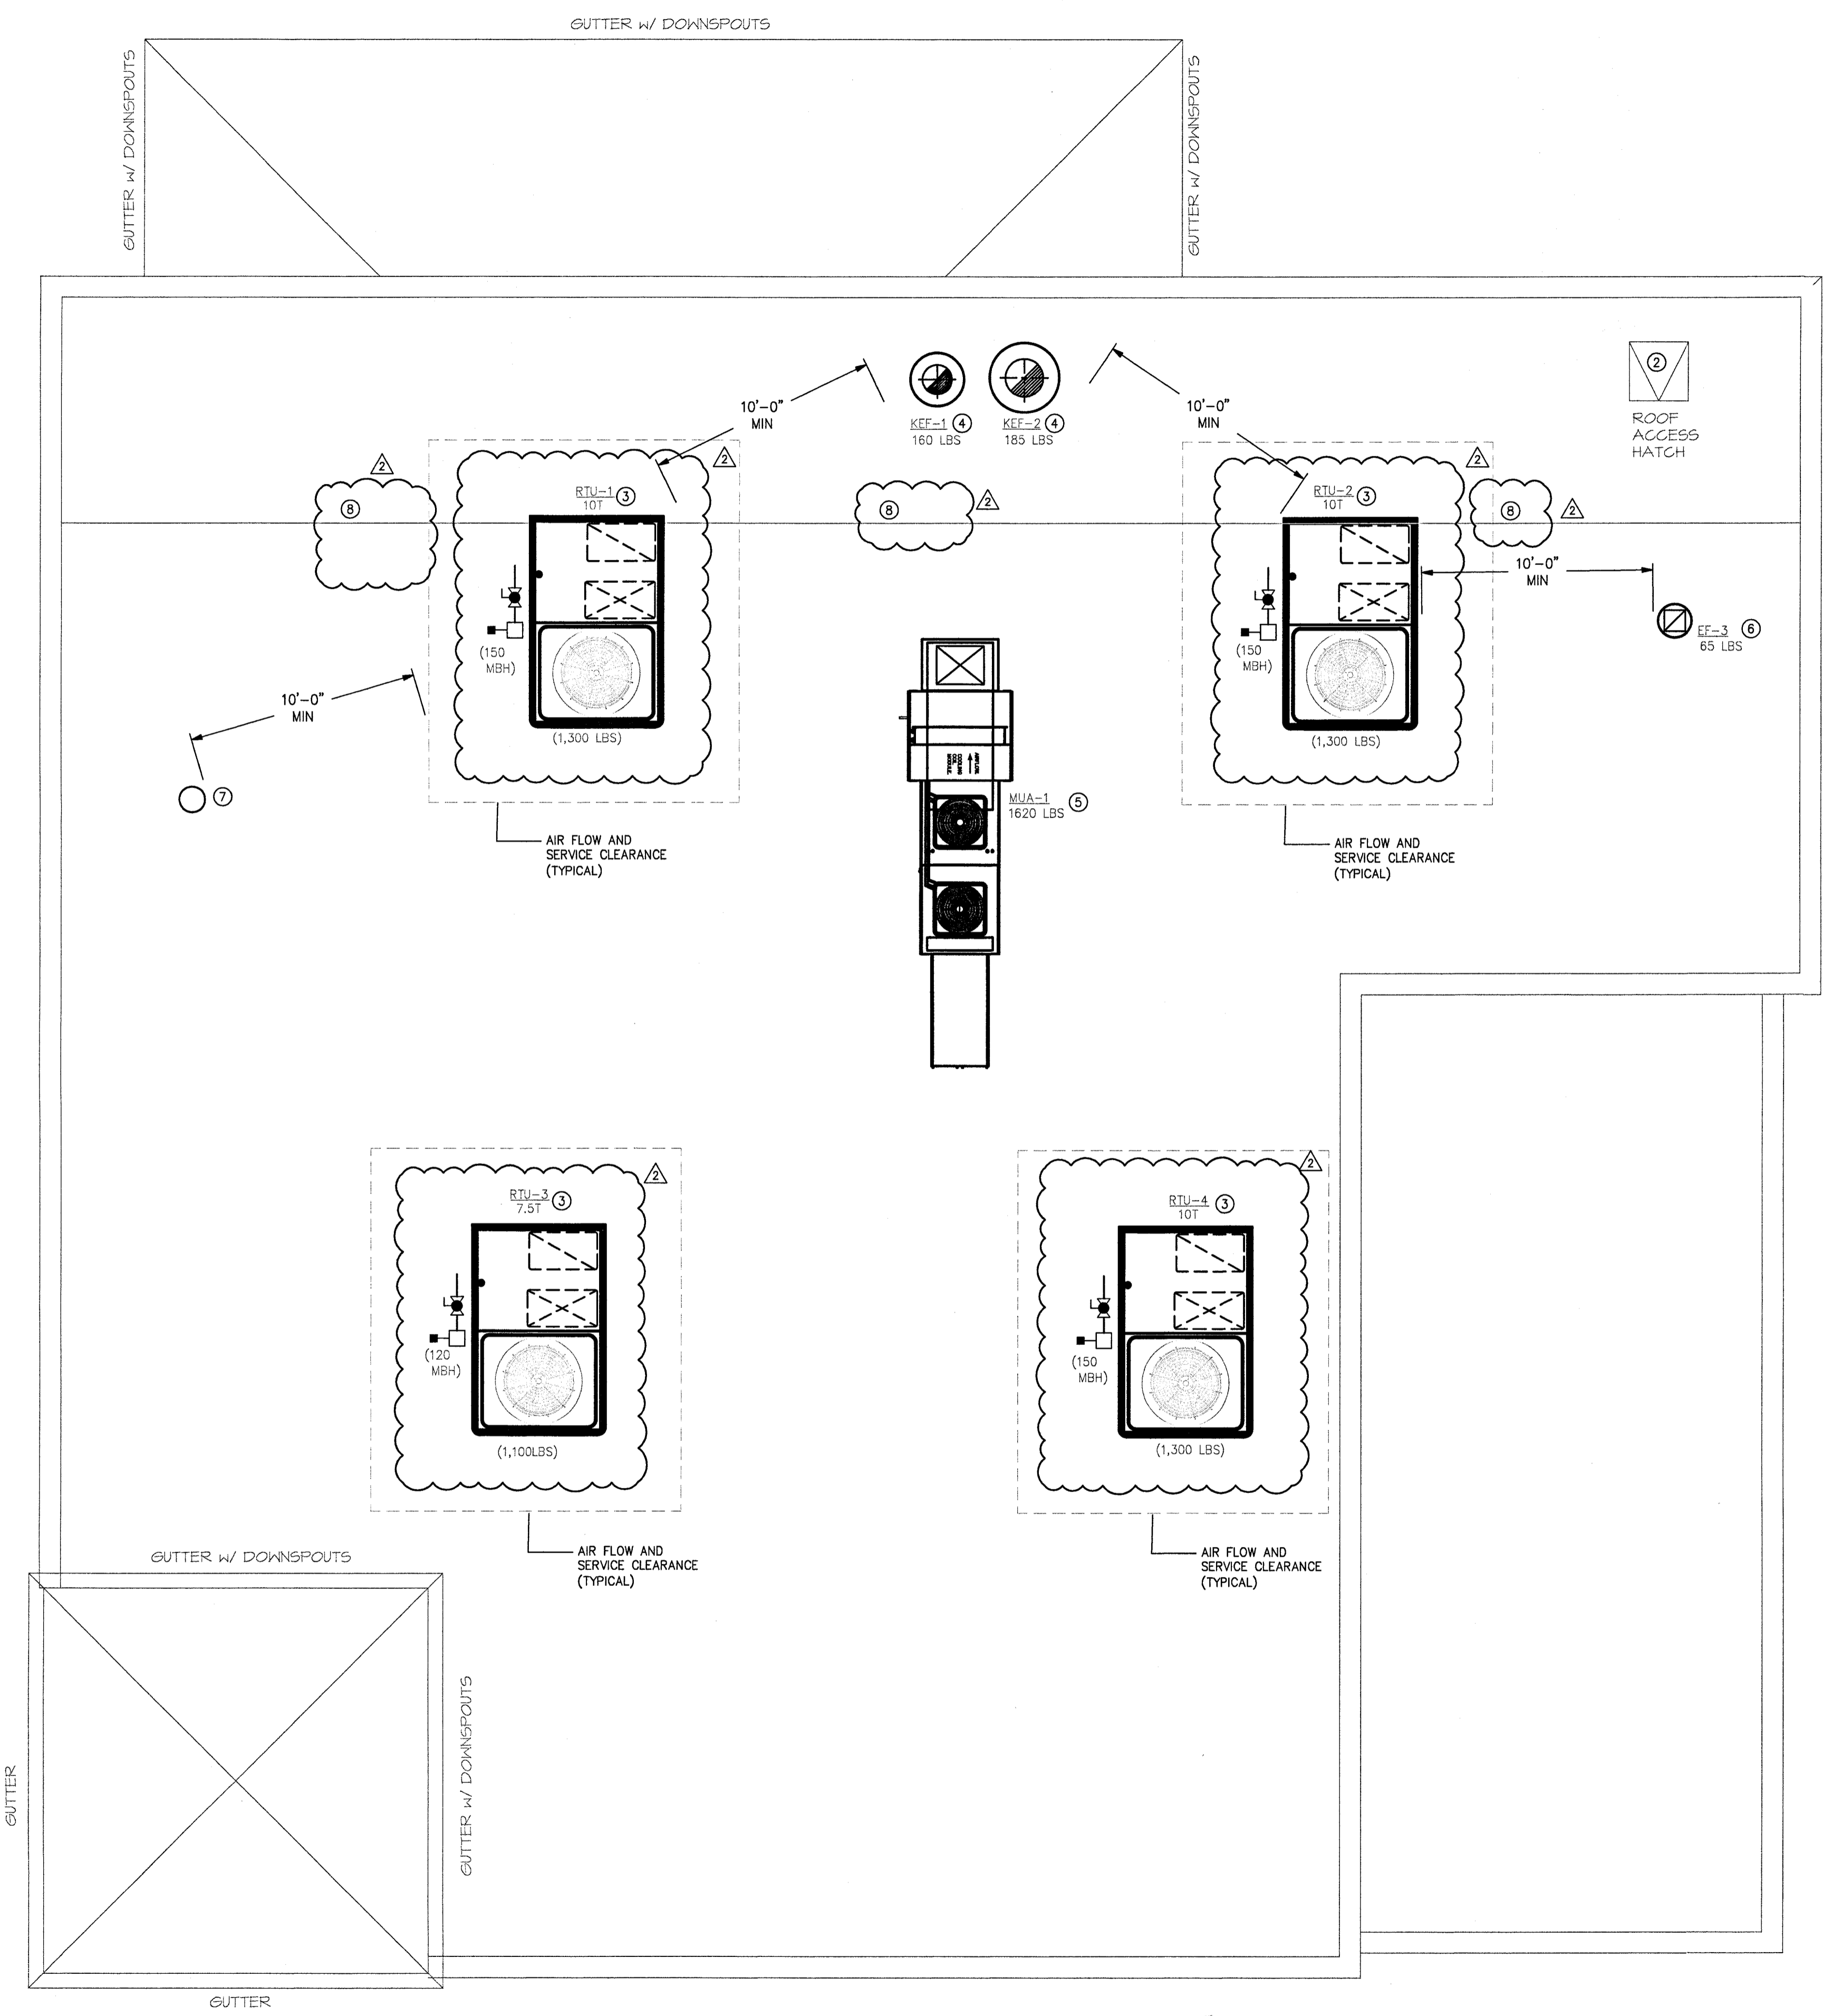 GUTTER W/ DOWNSPOUTS
GUTTER W/ DOWNSPOUTS
GUTTER W/ DOWNSPOUTS
2
ROOF
ACCESS
HATCH
10'-0"
MIN
KEF-1 4
160 LBS
KEF-2 4
185 LBS
10'-0"
MIN
2
8
2
RTU-1 3
10T
(150
MBH)
(1,300 LBS)
8
2
2
RTU-2 3
10T
(150
MBH)
(1,300 LBS)
8
2
10'-0"
MIN
EF-3 6
65 LBS
10'-0"
MIN
7
AIRFLOW
COOLING
COIL
MODULE
MUA-1 5
1620 LBS
AIR FLOW AND
SERVICE CLEARANCE
(TYPICAL)
AIR FLOW AND
SERVICE CLEARANCE
(TYPICAL)
2
RTU-3 3
7.5T
(120
MBH)
(1,100LBS)
2
RTU-4 3
10T
(150
MBH)
(1,300 LBS)
AIR FLOW AND
SERVICE CLEARANCE
(TYPICAL)
AIR FLOW AND
SERVICE CLEARANCE
(TYPICAL)
GUTTER W/ DOWNSPOUTS
GUTTER W/ DOWNSPOUTS
GUTTER
GUTTER